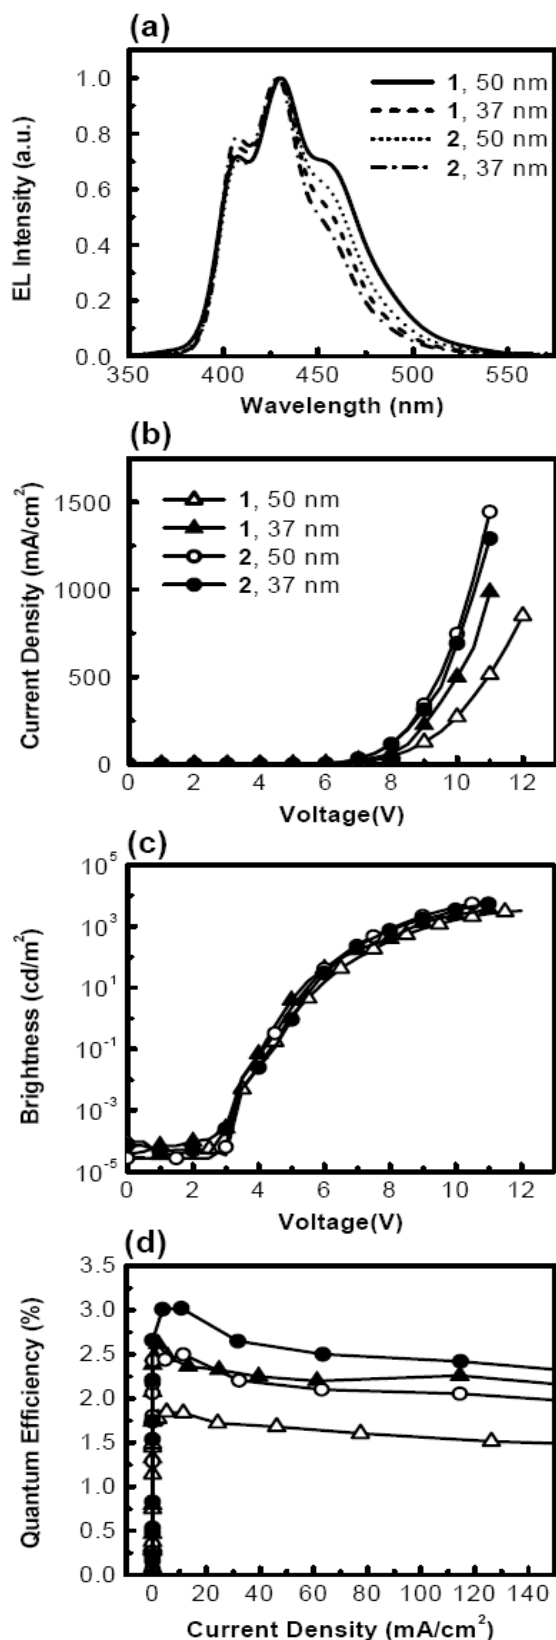 (a)
EL Intensity (a.u.)
1.0
0.8
0.6
0.4
0.2
0.0
1, 50 nm
1, 37 nm
2, 50 nm
2, 37 nm
350 400 450 500 550
Wavelength (nm)
(b)
Current Density (mA/cm²)
1500
1000
500
0
1, 50 nm
1, 37 nm
2, 50 nm
2, 37 nm
0 2 4 6 8 10 12
Voltage(V)
(c)
Brightness (cd/m²)
10⁵
10³
10¹
10⁻¹
10⁻³
10⁻⁵
0 2 4 6 8 10 12
Voltage(V)
(d)
Quantum Efficiency (%)
3.5
3.0
2.5
2.0
1.5
1.0
0.5
0.0
0 20 40 60 80 100 120 140
Current Density (mA/cm²)